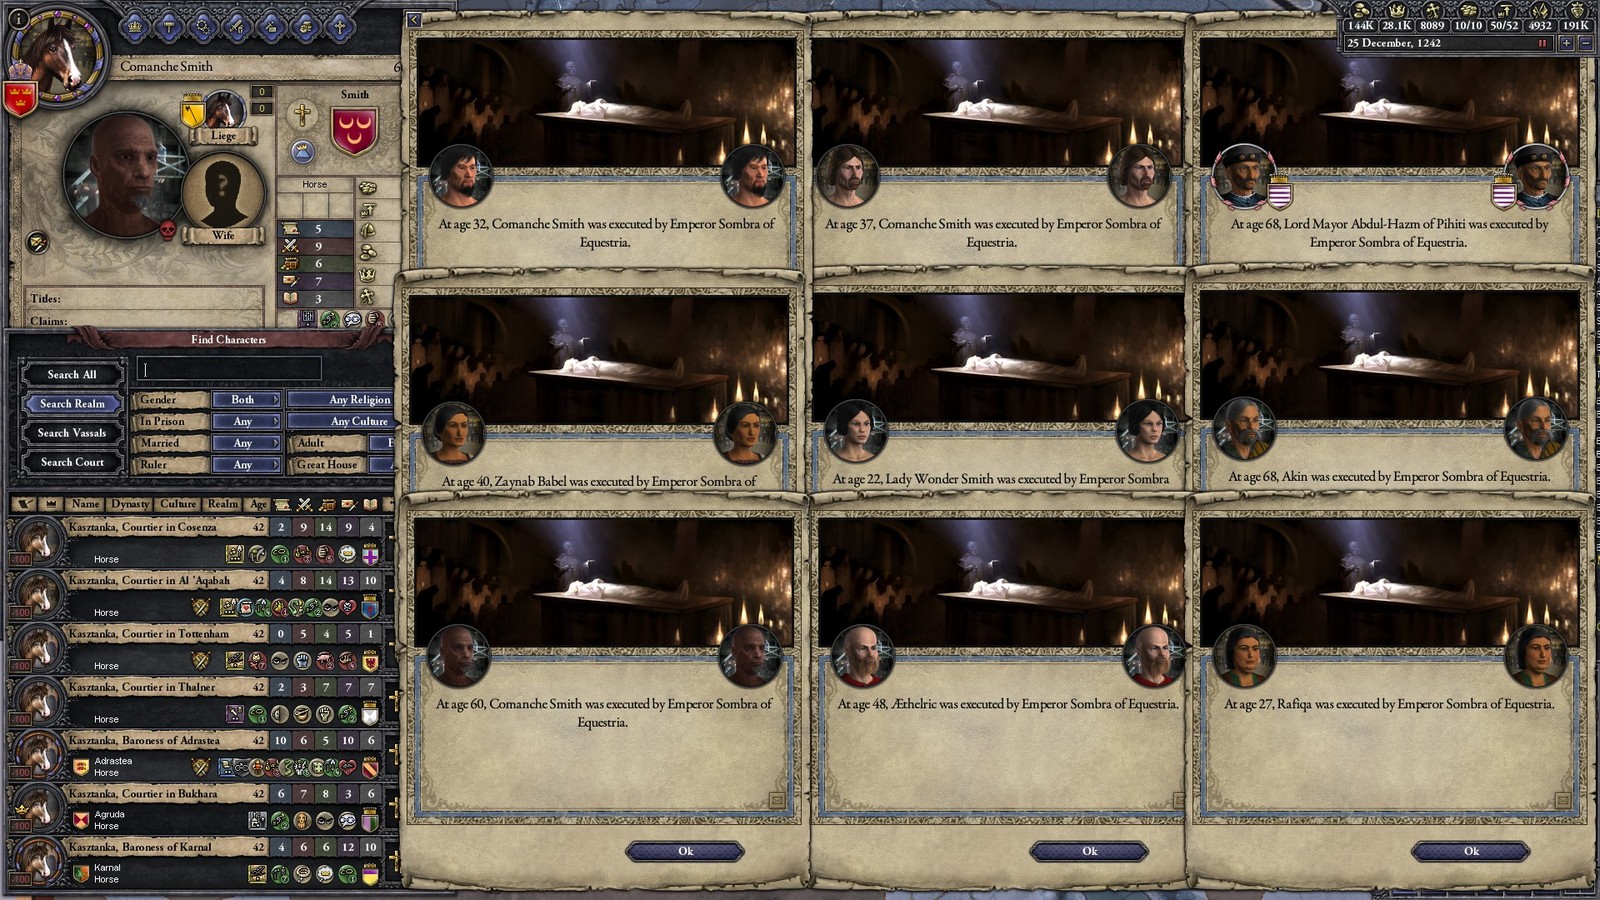 144K 28.1K 8089 10/10 50/52 4932 191K
25 December, 1242
Comanche Smith
0
0
Liege
Smith
Wife
Horse
5
9
6
7
3
Titles:
Claims:
Find Characters
Search All
Search Realm
Search Vassals
Search Court
Gender Both Any Religion
In Prison Any Any Culture
Married Any Adult
Ruler Any Great House
Name Dynasty Culture Realm Age
Kasztanka, Courtier in Cosenza 42 2 9 14 9 4
-100 Horse
Kasztanka, Courtier in Al 'Aqabah 42 4 8 14 13 10
-100 Horse
Kasztanka, Courtier in Tottenham 42 0 5 4 5 1
-100 Horse
Kasztanka, Courtier in Thalner 42 2 3 7 7 7
-100 Horse
Kasztanka, Baroness of Adrastea 42 10 6 5 10 6
Adrastea
-100 Horse
Kasztanka, Courtier in Bukhara 42 6 7 8 3 6
Agruda
-100 Horse
Kasztanka, Baroness of Karnal 42 4 6 6 12 10
Karnal
-100 Horse
At age 32, Comanche Smith was executed by Emperor Sombra of
Equestria.
At age 37, Comanche Smith was executed by Emperor Sombra of
Equestria.
At age 68, Lord Mayor Abdul-Hazm of Pihiti was executed by
Emperor Sombra of Equestria.
At age 40, Zaynab Babel was executed by Emperor Sombra of
At age 22, Lady Wonder Smith was executed by Emperor Sombra
At age 68, Akin was executed by Emperor Sombra of Equestria.
At age 60, Comanche Smith was executed by Emperor Sombra of
Equestria.
Ok
At age 48, Æthelric was executed by Emperor Sombra of Equestria.
Ok
At age 27, Rafiqa was executed by Emperor Sombra of Equestria.
Ok